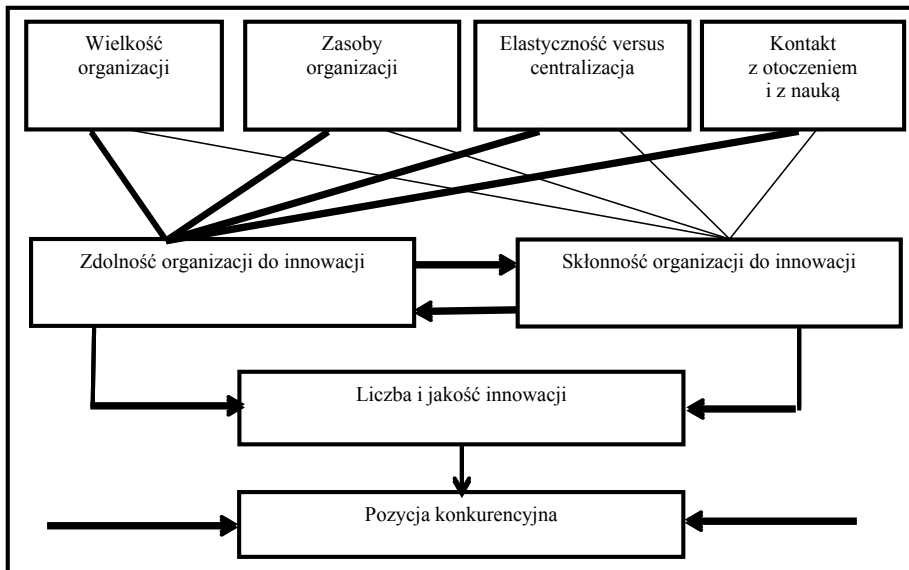 Wielkość
organizacji
Zasoby
organizacji
Elastyczność versus
centralizacja
Kontakt
z otoczeniem
i z nauką
Zdolność organizacji do innowacji
Skłonność organizacji do innowacji
Liczba i jakość innowacji
Pozycja konkurencyjna